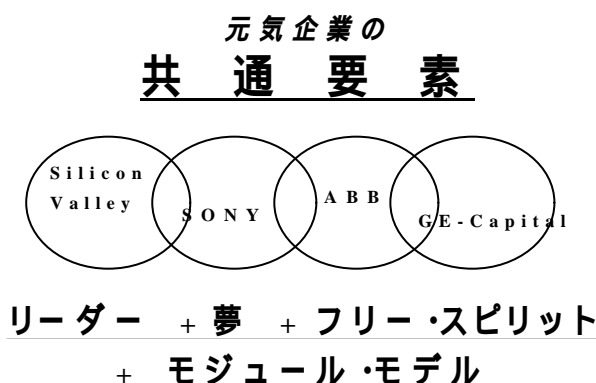 元気企業の
共通要素
Silicon
Valley
SONY
ABB
GE-Capital
リーダー + 夢 + フリー・スピリット
+ モジュール・モデル